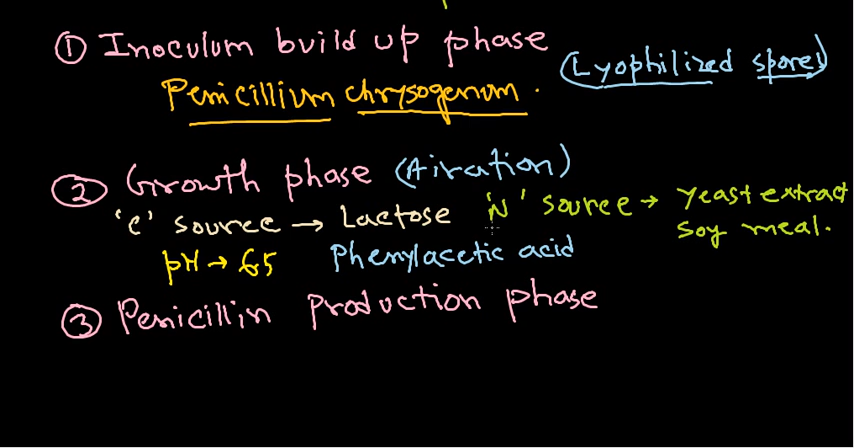 ① Inoculum build up phase
(Lyophilized spores)
Penicillium chrysogenum.
② Growth phase (Airation)
'C' source → Lactose 'N' source → Yeast extract
soy meal.
pH → 6.5 Phenylacetic acid
③ Penicillin production phase